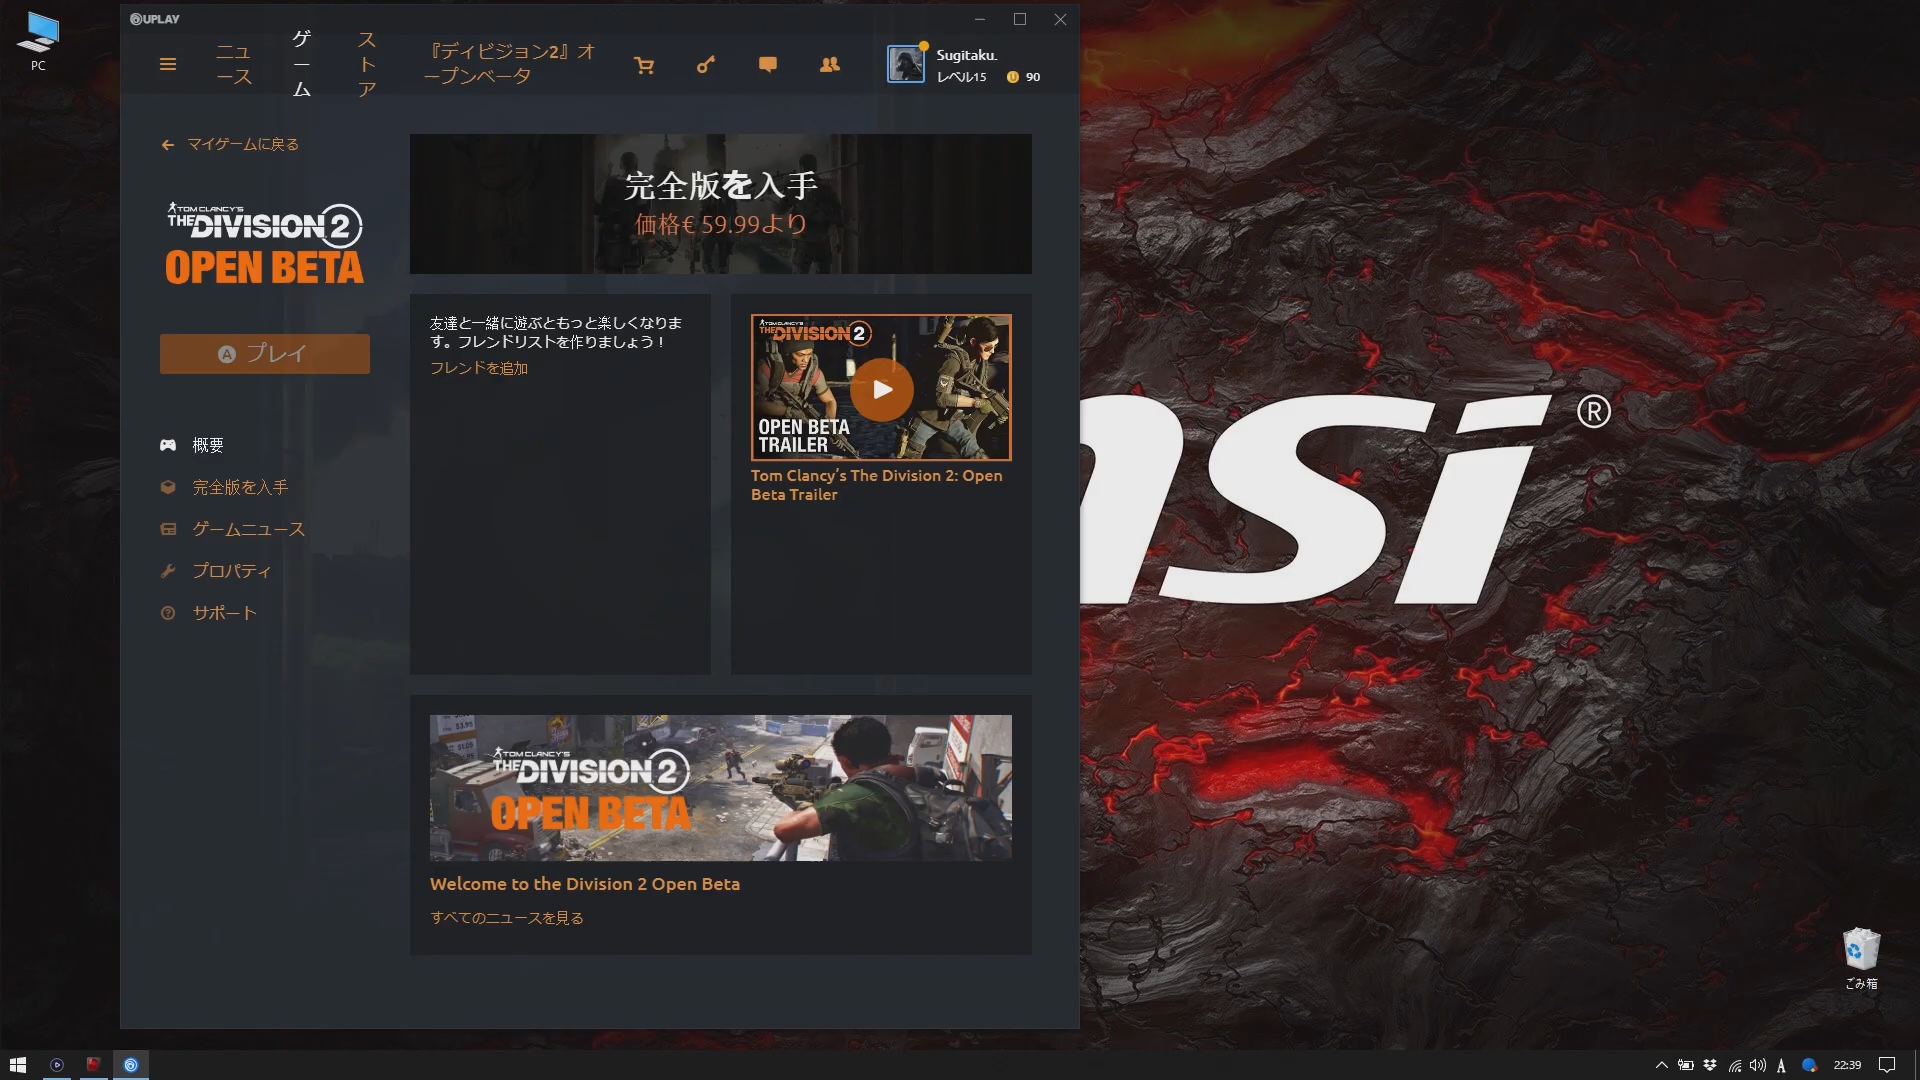 PC
UPLAY
ニュ
ース
ゲ
ー
ム
ス
ト
ア
『ディビジョン2』オ
ープンベータ
Sugitaku.
レベル15
90
マイゲームに戻る
TOM CLANCY'S
THE DIVISION 2
OPEN BETA
プレイ
概要
完全版を入手
ゲームニュース
プロパティ
サポート
完全版を入手
価格€ 59.99より
友達と一緒に遊ぶともっと楽しくなりま
す。フレンドリストを作りましょう！
フレンドを追加
TOM CLANCY'S
THE DIVISION 2
OPEN BETA
TRAILER
Tom Clancy’s The Division 2: Open
Beta Trailer
TOM CLANCY'S
THE DIVISION 2
OPEN BETA
Welcome to the Division 2 Open Beta
すべてのニュースを見る
msi®
ごみ箱
A
22:39